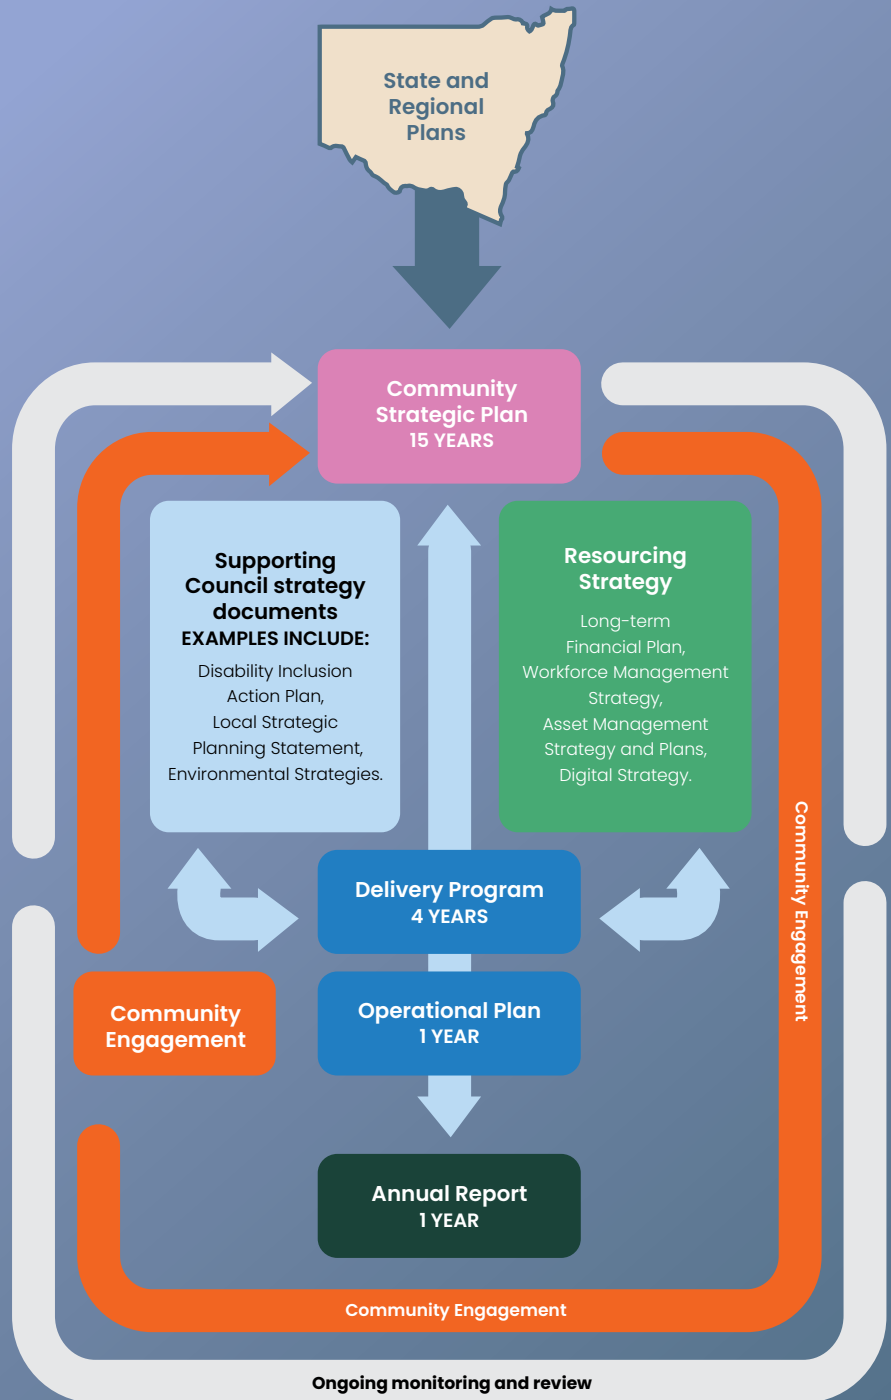 State and
Regional
Plans
Community
Strategic Plan
15 YEARS
Supporting
Council strategy
documents
EXAMPLES INCLUDE:
Disability Inclusion
Action Plan,
Local Strategic
Planning Statement,
Environmental Strategies.
Resourcing
Strategy
Long-term
Financial Plan,
Workforce Management
Strategy,
Asset Management
Strategy and Plans,
Digital Strategy.
Community Engagement
Delivery Program
4 YEARS
Community
Engagement
Operational Plan
1 YEAR
Annual Report
1 YEAR
Community Engagement
Ongoing monitoring and review